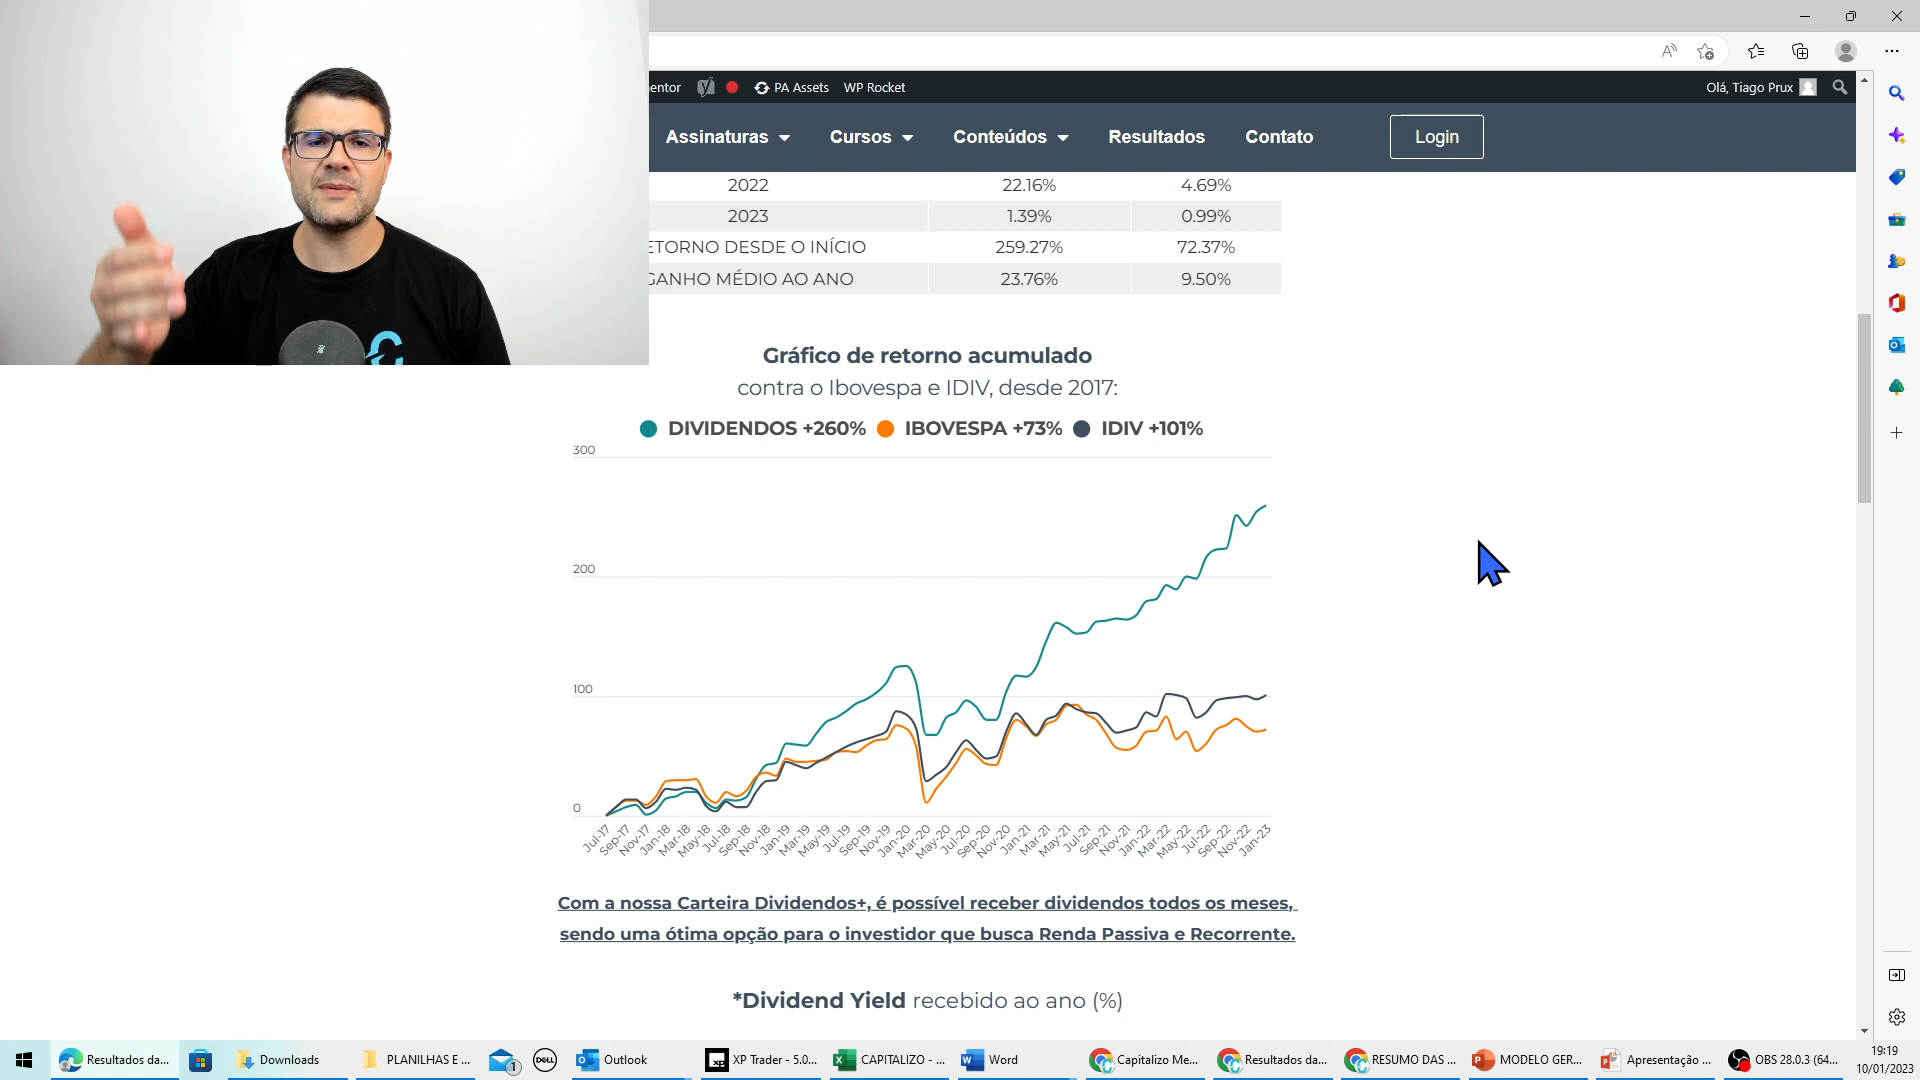 entor PA Assets WP Rocket Olá, Tiago Prux
Assinaturas Cursos Conteúdos Resultados Contato Login
2022 22.16% 4.69%
2023 1.39% 0.99%
ETORNO DESDE O INÍCIO 259.27% 72.37%
GANHO MÉDIO AO ANO 23.76% 9.50%
Gráfico de retorno acumulado
contra o Ibovespa e IDIV, desde 2017:
DIVIDENDOS +260% IBOVESPA +73% IDIV +101%
300
200
100
0
Jul-17 Sep-17 Nov-17 Jan-18 Mar-18 May-18 Jul-18 Sep-18 Nov-18 Jan-19 Mar-19 May-19 Jul-19 Sep-19 Nov-19 Jan-20 Mar-20 May-20 Jul-20 Sep-20 Nov-20 Jan-21 Mar-21 May-21 Jul-21 Sep-21 Nov-21 Jan-22 Mar-22 May-22 Jul-22 Sep-22 Nov-22 Jan-23
Com a nossa Carteira Dividendos+, é possível receber dividendos todos os meses,
sendo uma ótima opção para o investidor que busca Renda Passiva e Recorrente.
*Dividend Yield recebido ao ano (%)
Resultados da... Downloads PLANILHAS E ... 1 DELL Outlook XP Trader - 5.0... CAPITALIZO - ... Word Capitalizo Me... Resultados da... RESUMO DAS ... MODELO GER... Apresentação ... OBS 28.0.3 (64... 19:19
10/01/2023